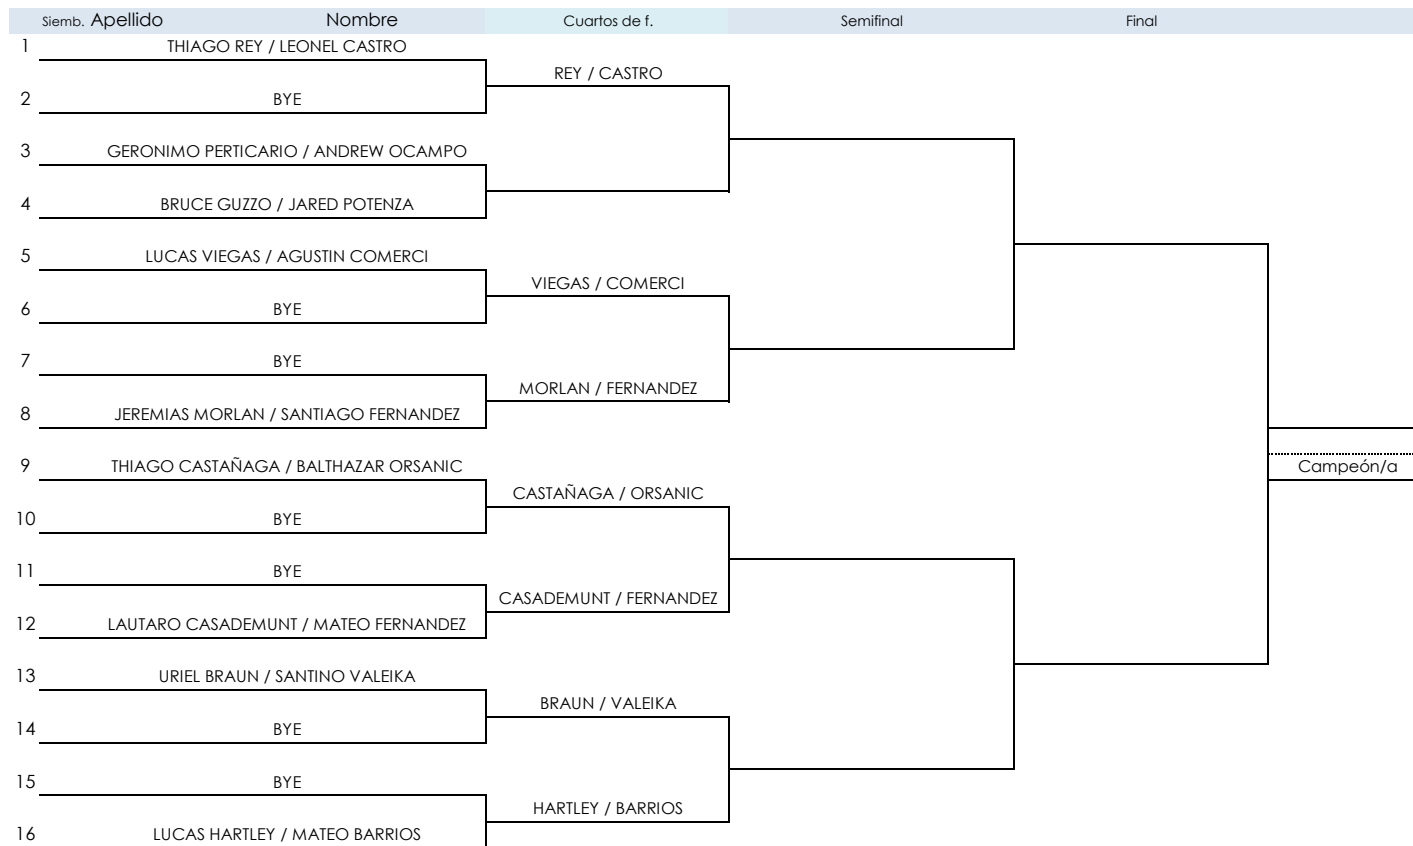 Siemb. Apellido Nombre Cuartos de f. Semifinal Final
1 THIAGO REY / LEONEL CASTRO
REY / CASTRO
2 BYE
3 GERONIMO PERTICARIO / ANDREW OCAMPO
4 BRUCE GUZZO / JARED POTENZA
5 LUCAS VIEGAS / AGUSTIN COMERCI
VIEGAS / COMERCI
6 BYE
7 BYE
MORLAN / FERNANDEZ
8 JEREMIAS MORLAN / SANTIAGO FERNANDEZ
9 THIAGO CASTAÑAGA / BALTHAZAR ORSANIC
Campeón/a
CASTAÑAGA / ORSANIC
10 BYE
11 BYE
CASADEMUNT / FERNANDEZ
12 LAUTARO CASADEMUNT / MATEO FERNANDEZ
13 URIEL BRAUN / SANTINO VALEIKA
BRAUN / VALEIKA
14 BYE
15 BYE
HARTLEY / BARRIOS
16 LUCAS HARTLEY / MATEO BARRIOS